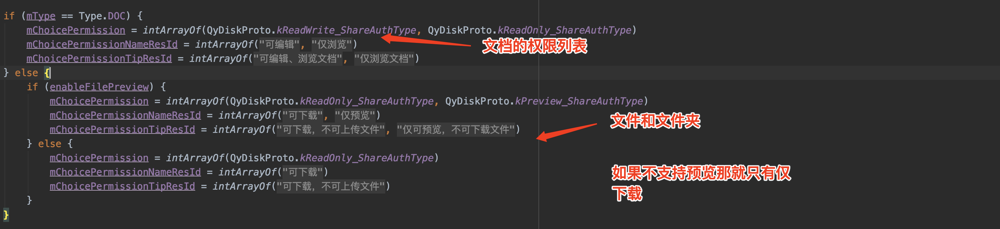 if (mType == Type.DOC) {
mChoicePermission = intArrayOf(QyDiskProto.kReadWrite_ShareAuthType, QyDiskProto.kReadOnly_ShareAuthType)
mChoicePermissionNameResId = intArrayOf("可编辑", "仅浏览")
文档的权限列表
mChoicePermissionTipResId = intArrayOf("可编辑、浏览文档", "仅浏览文档")
} else {
if (enableFilePreview) {
mChoicePermission = intArrayOf(QyDiskProto.kReadOnly_ShareAuthType, QyDiskProto.kPreview_ShareAuthType)
mChoicePermissionNameResId = intArrayOf("可下载", "仅预览")
文件和文件夹
mChoicePermissionTipResId = intArrayOf("可下载，不可上传文件", "仅可预览，不可下载文件")
} else {
mChoicePermission = intArrayOf(QyDiskProto.kReadOnly_ShareAuthType)
mChoicePermissionNameResId = intArrayOf("可下载")
如果不支持预览那就只有仅
mChoicePermissionTipResId = intArrayOf("可下载，不可上传文件")
下载
}
}